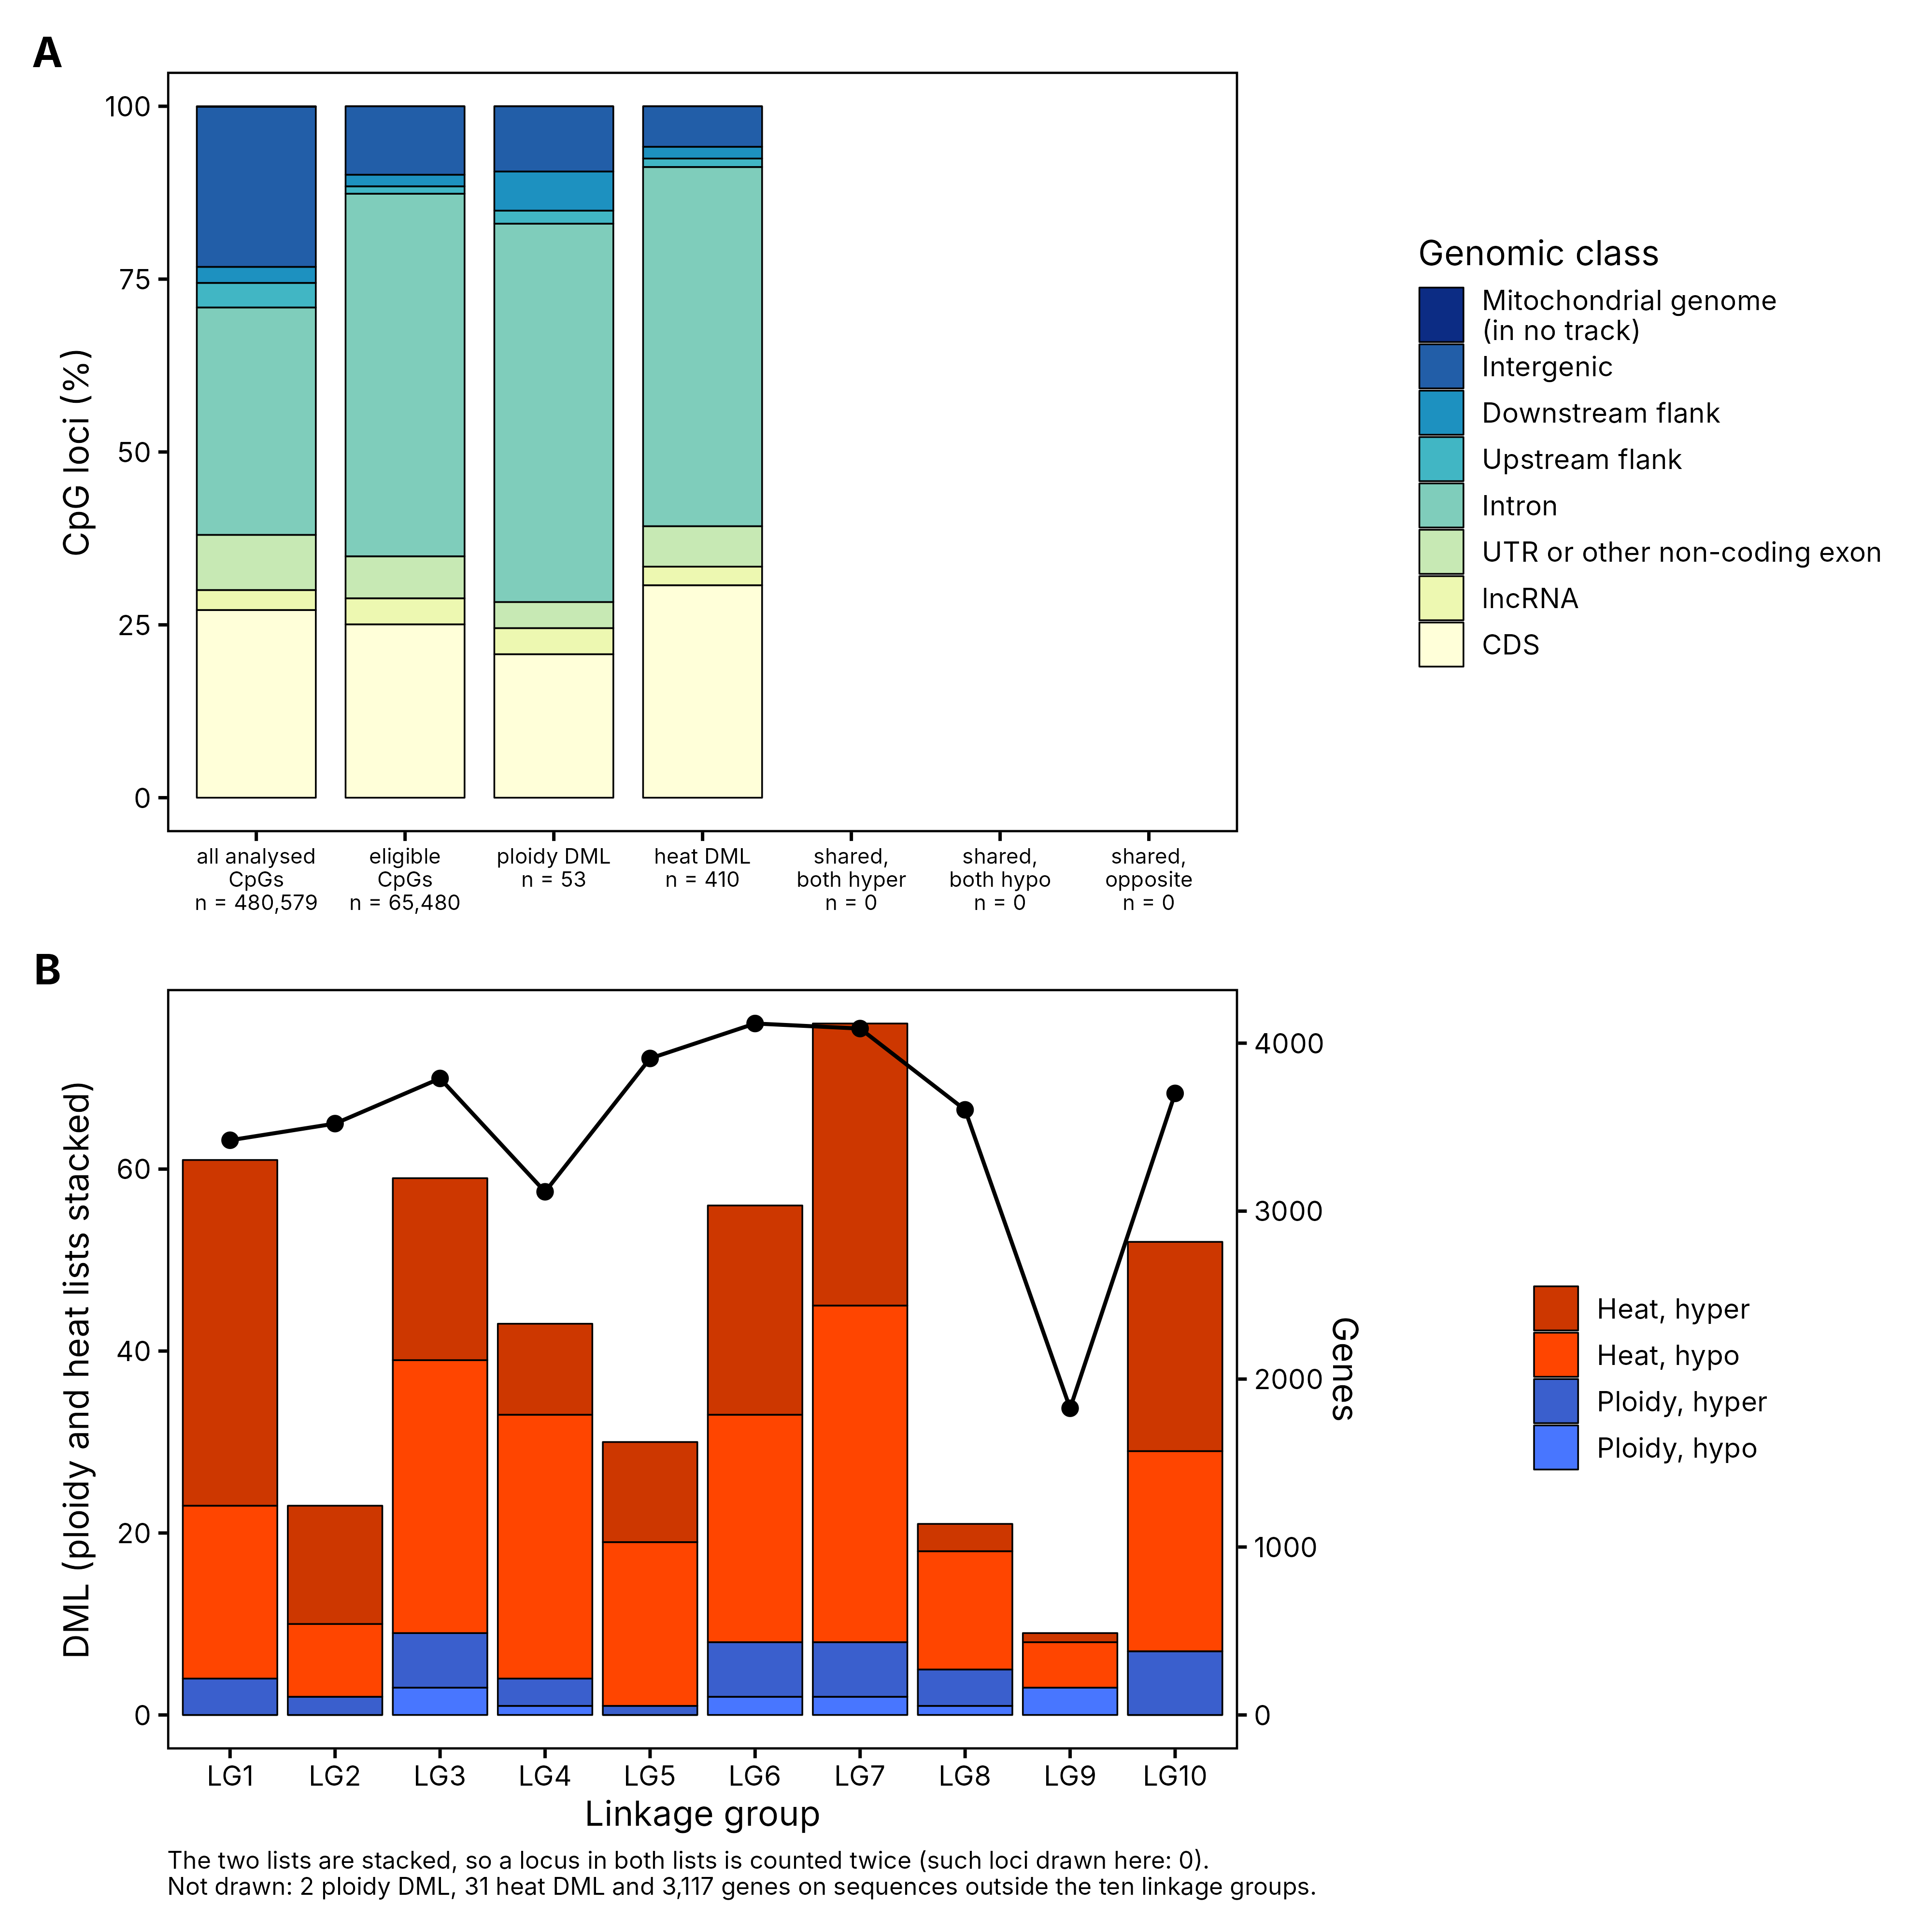 A
100
75
50
25
0
CpG loci (%)
all analysed
CpGs
n = 480,579
eligible
CpGs
n = 65,480
ploidy DML
n = 53
heat DML
n = 410
shared,
both hyper
n = 0
shared,
both hypo
n = 0
shared,
opposite
n = 0
Genomic class
Mitochondrial genome
(in no track)
Intergenic
Downstream flank
Upstream flank
Intron
UTR or other non-coding exon
lncRNA
CDS
B
60
40
20
0
DML (ploidy and heat lists stacked)
4000
3000
2000
1000
0
Genes
LG1
LG2
LG3
LG4
LG5
LG6
LG7
LG8
LG9
LG10
Linkage group
Heat, hyper
Heat, hypo
Ploidy, hyper
Ploidy, hypo
The two lists are stacked, so a locus in both lists is counted twice (such loci drawn here: 0).
Not drawn: 2 ploidy DML, 31 heat DML and 3,117 genes on sequences outside the ten linkage groups.